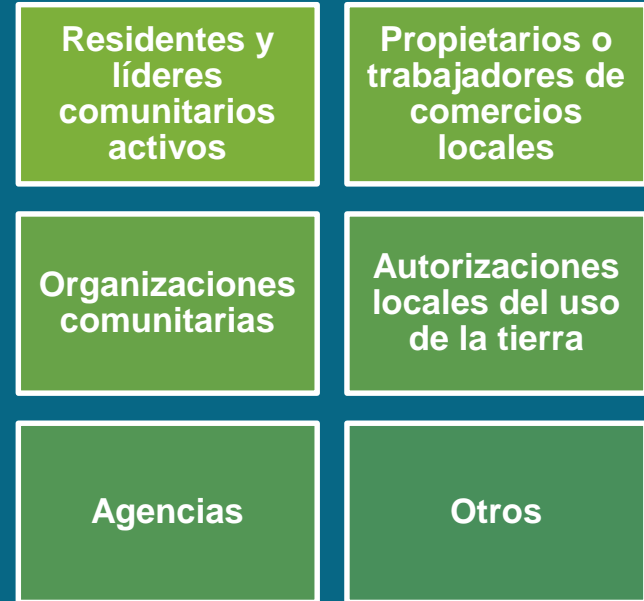 Residentes y
líderes
comunitarios
activos
Propietarios o
trabajadores de
comercios
locales
Organizaciones
comunitarias
Autorizaciones
locales del uso
de la tierra
Agencias
Otros